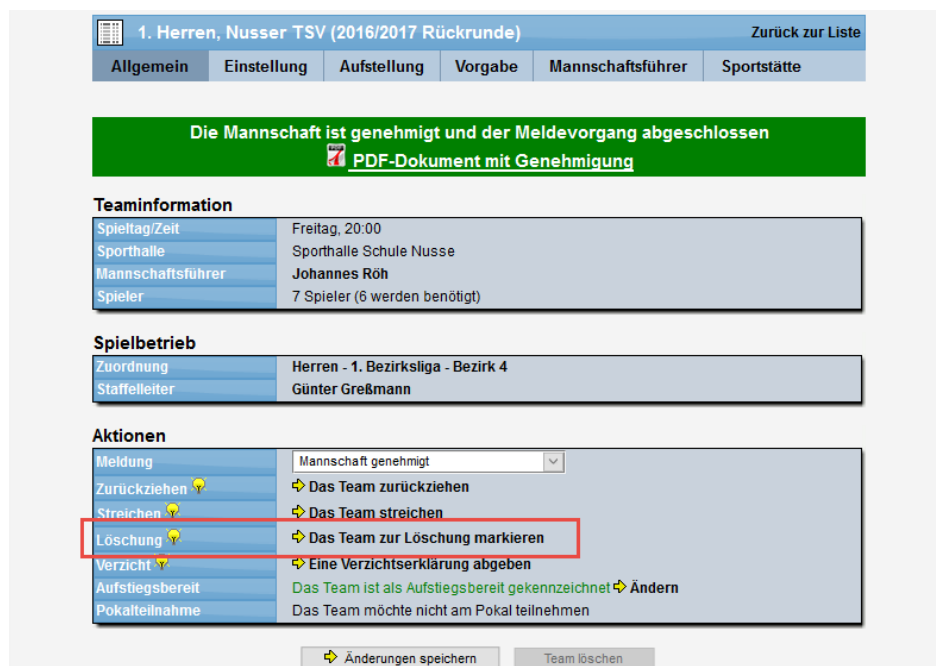 1. Herren, Nusser TSV (2016/2017 Rückrunde) Zurück zur Liste
Allgemein Einstellung Aufstellung Vorgabe Mannschaftsführer Sportstätte
Die Mannschaft ist genehmigt und der Meldevorgang abgeschlossen
PDF-Dokument mit Genehmigung
Teaminformation
Spieltag/Zeit Freitag, 20:00
Sporthalle Sporthalle Schule Nusse
Mannschaftsführer Johannes Röh
Spieler 7 Spieler (6 werden benötigt)
Spielbetrieb
Zuordnung Herren - 1. Bezirksliga - Bezirk 4
Staffelleiter Günter Greßmann
Aktionen
Meldung Mannschaft genehmigt
Zurückziehen Das Team zurückziehen
Streichen Das Team streichen
Löschung Das Team zur Löschung markieren
Verzicht Eine Verzichtserklärung abgeben
Aufstiegsbereit Das Team ist als Aufstiegsbereit gekennzeichnet Ändern
Pokalteilnahme Das Team möchte nicht am Pokal teilnehmen
Änderungen speichern Team löschen